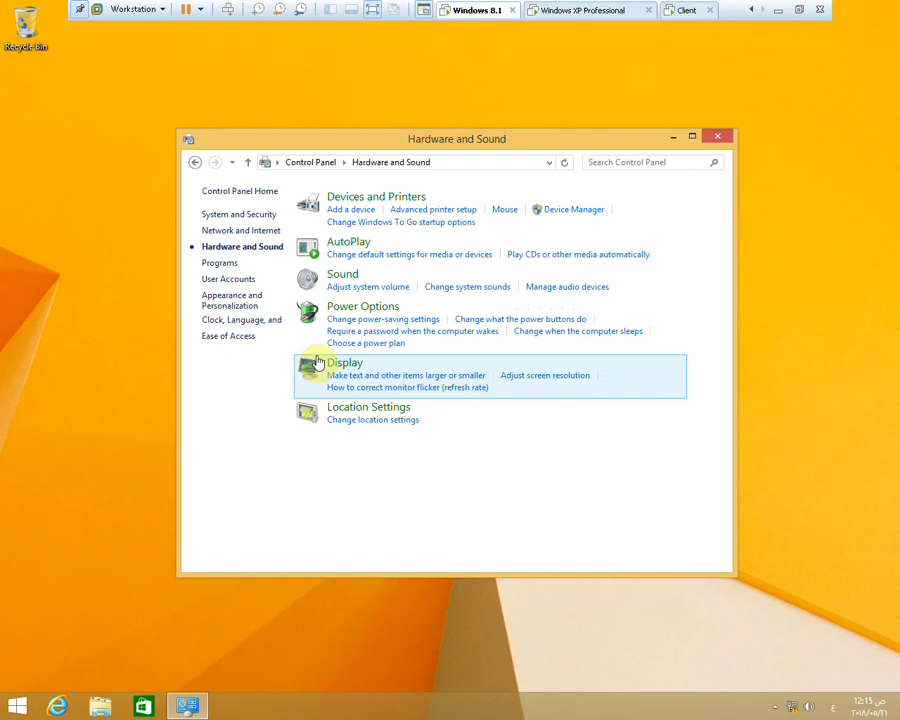 Workstation
Windows 8.1
Windows XP Professional
Client
Recycle Bin
Hardware and Sound
Control Panel
Hardware and Sound
Search Control Panel
Control Panel Home
System and Security
Network and Internet
Hardware and Sound
Programs
User Accounts
Appearance and
Personalization
Clock, Language, and
Ease of Access
Devices and Printers
Add a device
Advanced printer setup
Mouse
Device Manager
Change Windows To Go startup options
AutoPlay
Change default settings for media or devices
Play CDs or other media automatically
Sound
Adjust system volume
Change system sounds
Manage audio devices
Power Options
Change power-saving settings
Change what the power buttons do
Require a password when the computer wakes
Change when the computer sleeps
Choose a power plan
Display
Make text and other items larger or smaller
Adjust screen resolution
How to correct monitor flicker (refresh rate)
Location Settings
Change location settings
ع
12:15 ص
٢٠١٨/٠٥/٢٦